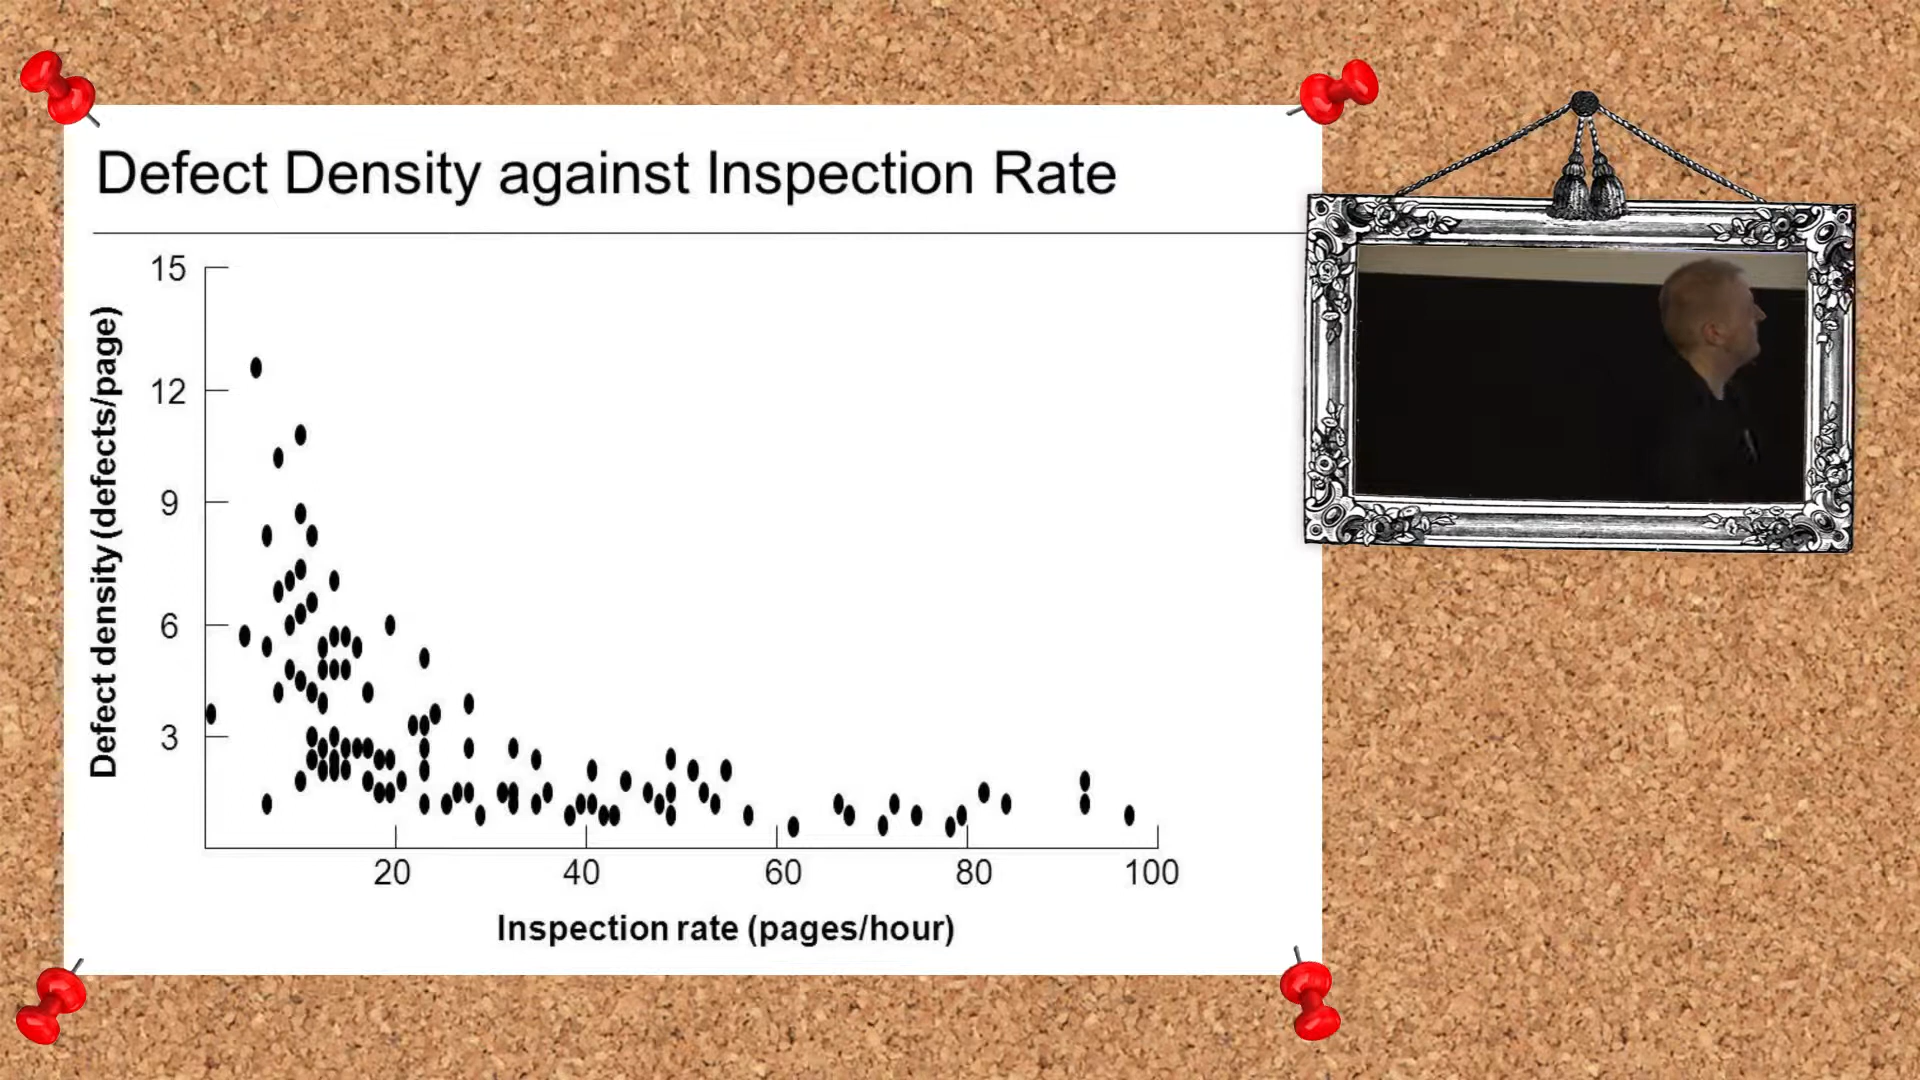 Defect Density against Inspection Rate
15
12
9
6
3
Defect density (defects/page)
20 40 60 80 100
Inspection rate (pages/hour)